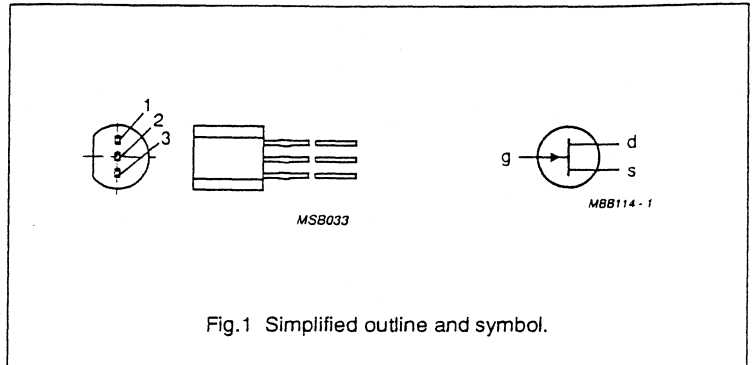 1
2
3
g
d
s
MSB033
MBB114 - 1
Fig.1 Simplified outline and symbol.